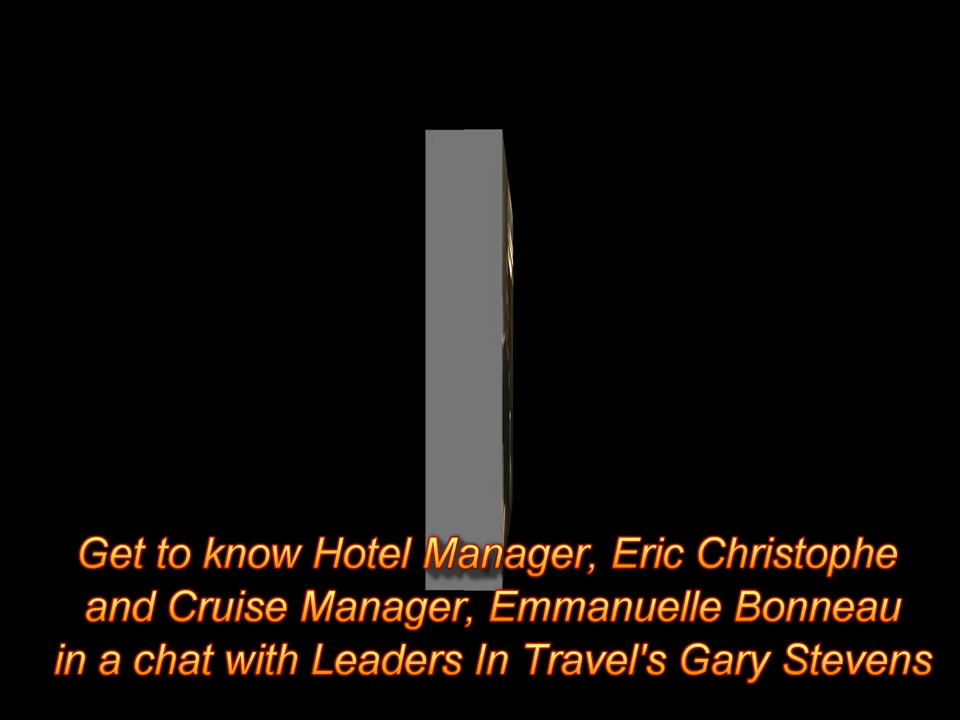 Get to know Hotel Manager, Eric Christophe
and Cruise Manager, Emmanuelle Bonneau
in a chat with Leaders In Travel's Gary Stevens